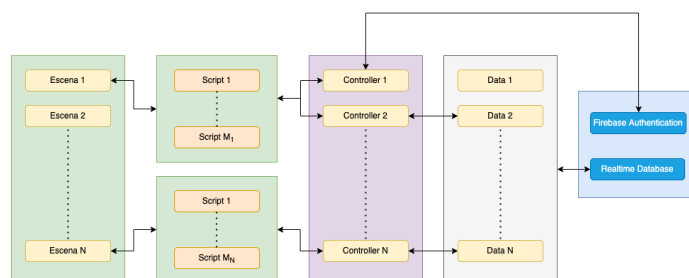 Escena 1
Escena 2
Escena N
Script 1
Script M1
Script 1
Script MN
Controller 1
Controller 2
Controller N
Data 1
Data 2
Data N
Firebase Authentication
Realtime Database